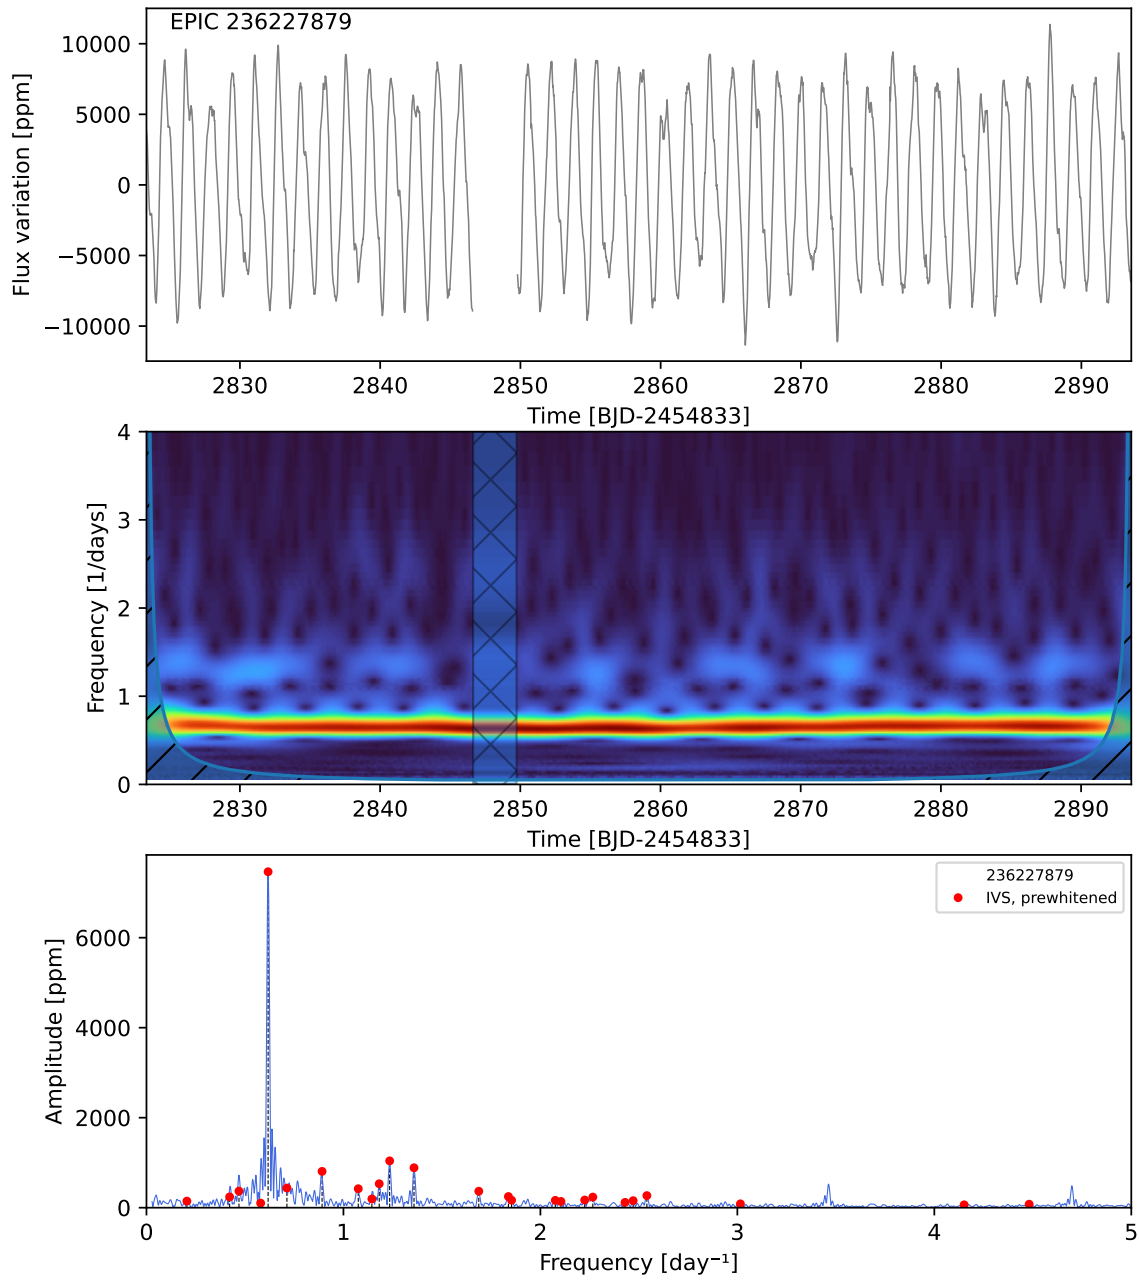 EPIC 236227879
10000
5000
0
−5000
−10000
Flux variation [ppm]
2830 2840 2850 2860 2870 2880 2890
Time [BJD-2454833]
4
3
2
1
0
Frequency [1/days]
2830 2840 2850 2860 2870 2880 2890
Time [BJD-2454833]
236227879
IVS, prewhitened
6000
4000
2000
0
Amplitude [ppm]
0 1 2 3 4 5
Frequency [day⁻¹]